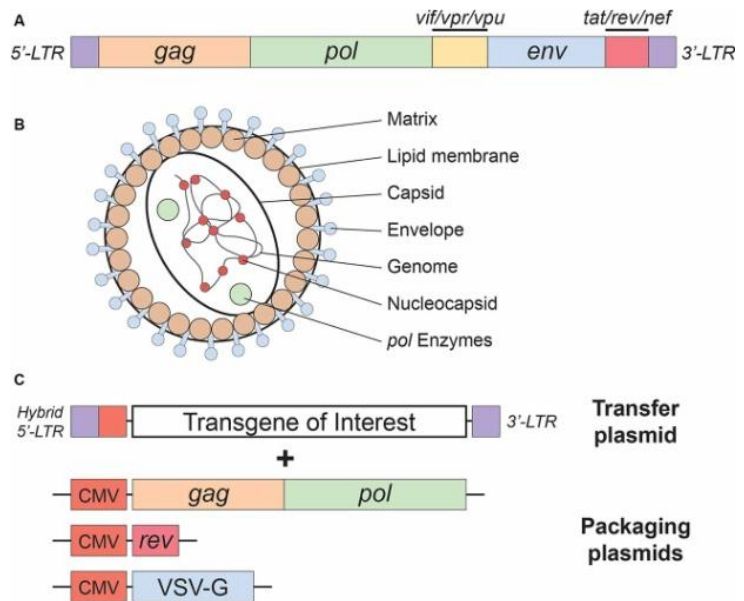 A
vif/vpr/vpu
tat/rev/nef
5’-LTR
gag
pol
env
3’-LTR
B
Matrix
Lipid membrane
Capsid
Envelope
Genome
Nucleocapsid
pol Enzymes
C
Hybrid
5’-LTR
Transgene of Interest
3’-LTR
Transfer
plasmid
+
CMV
gag
pol
CMV
rev
Packaging
plasmids
CMV
VSV-G